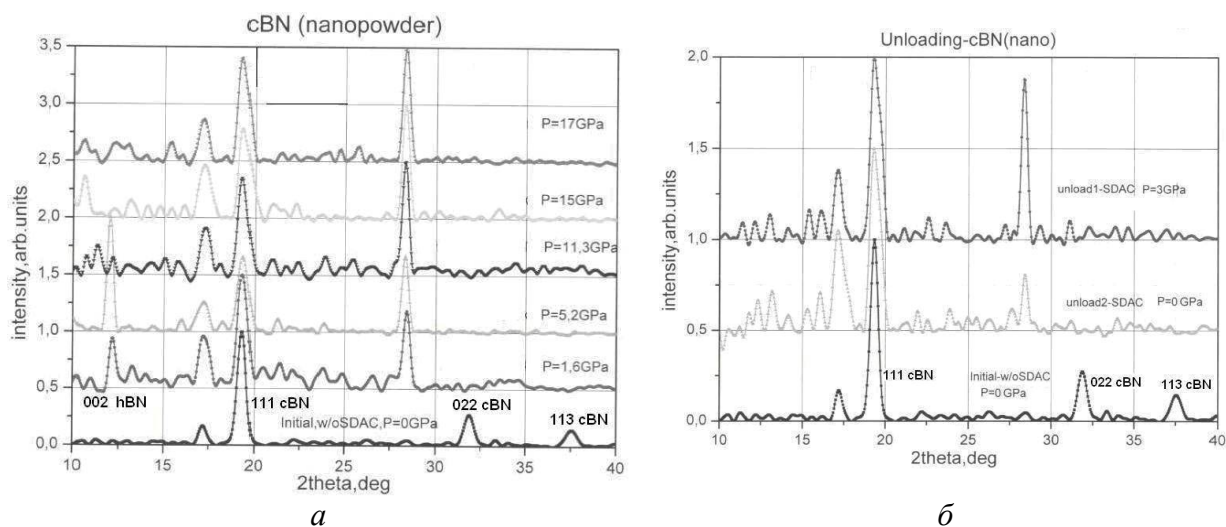 cBN (nanopowder)
3,5
3,0
2,5
2,0
1,5
1,0
0,5
0,0
intensity,arb.units
P=17GPa
P=15GPa
P=11,3GPa
P=5,2GPa
P=1,6GPa
002 hBN
111 cBN
022 cBN
Initial,w/oSDAC,P=0GPa
113 cBN
10 15 20 25 30 35 40
2theta,deg
а
Unloading-cBN(nano)
2,0
1,5
1,0
0,5
0,0
intensity,arb.units
unload1-SDAC P=3GPa
unload2-SDAC P=0GPa
111 cBN
Initial-w/oSDAC
P=0GPa
022 cBN
113 cBN
10 15 20 25 30 35 40
2theta,deg
б